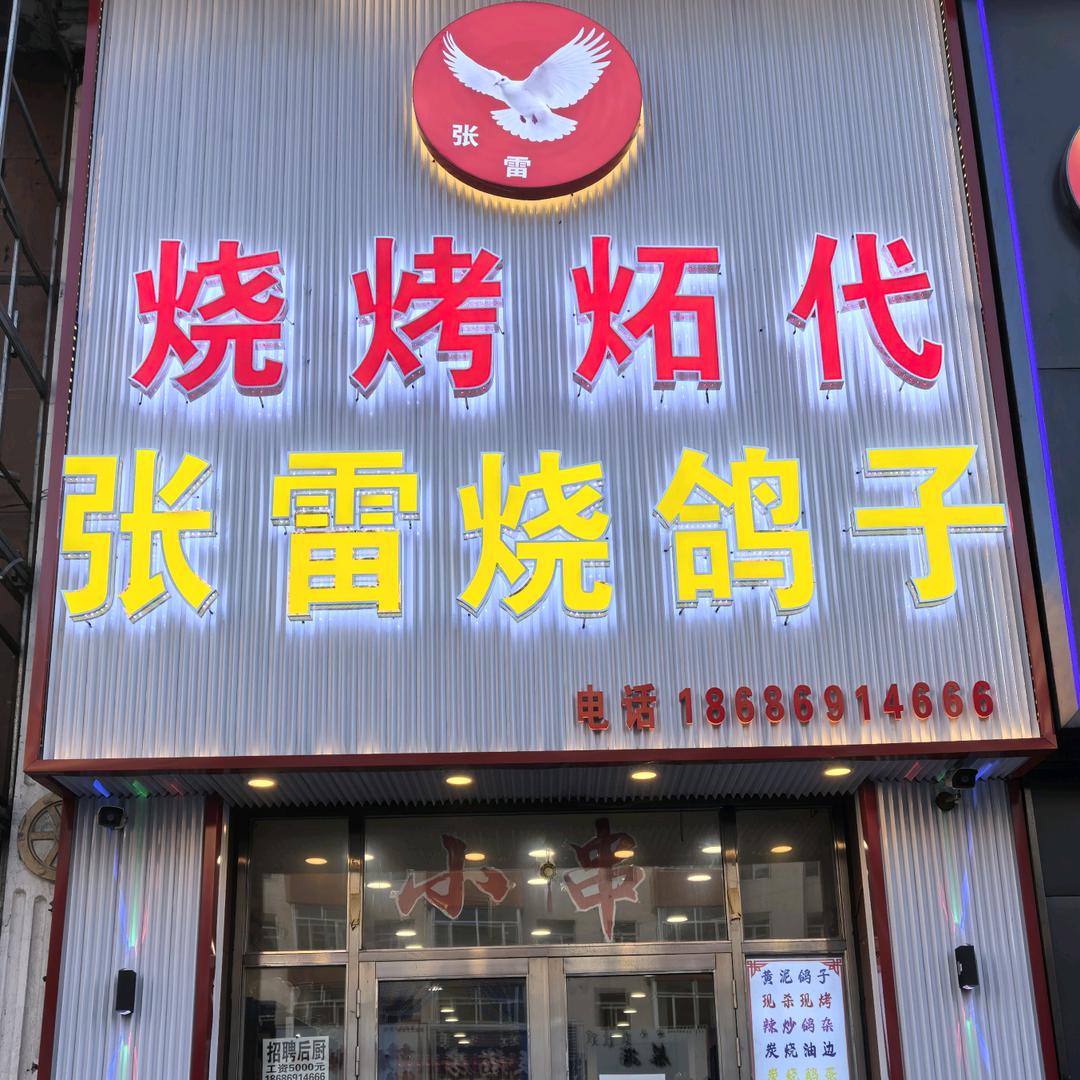 张
雷
烧烤炻代
张雷烧鸽子
电话 18686914666
小串
黄泥鸽子
现杀现烤
辣炒鸽杂
炭烧油边
招聘后厨
工资5000元
18686914666